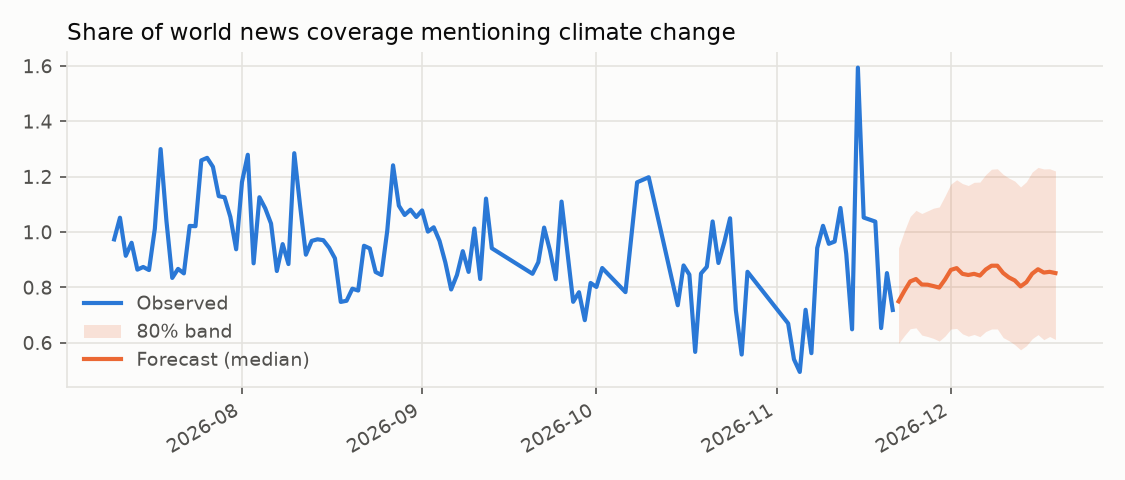 Share of world news coverage mentioning climate change
1.6
1.4
1.2
1.0
0.8
0.6
Observed
80% band
Forecast (median)
2026-08
2026-09
2026-10
2026-11
2026-12